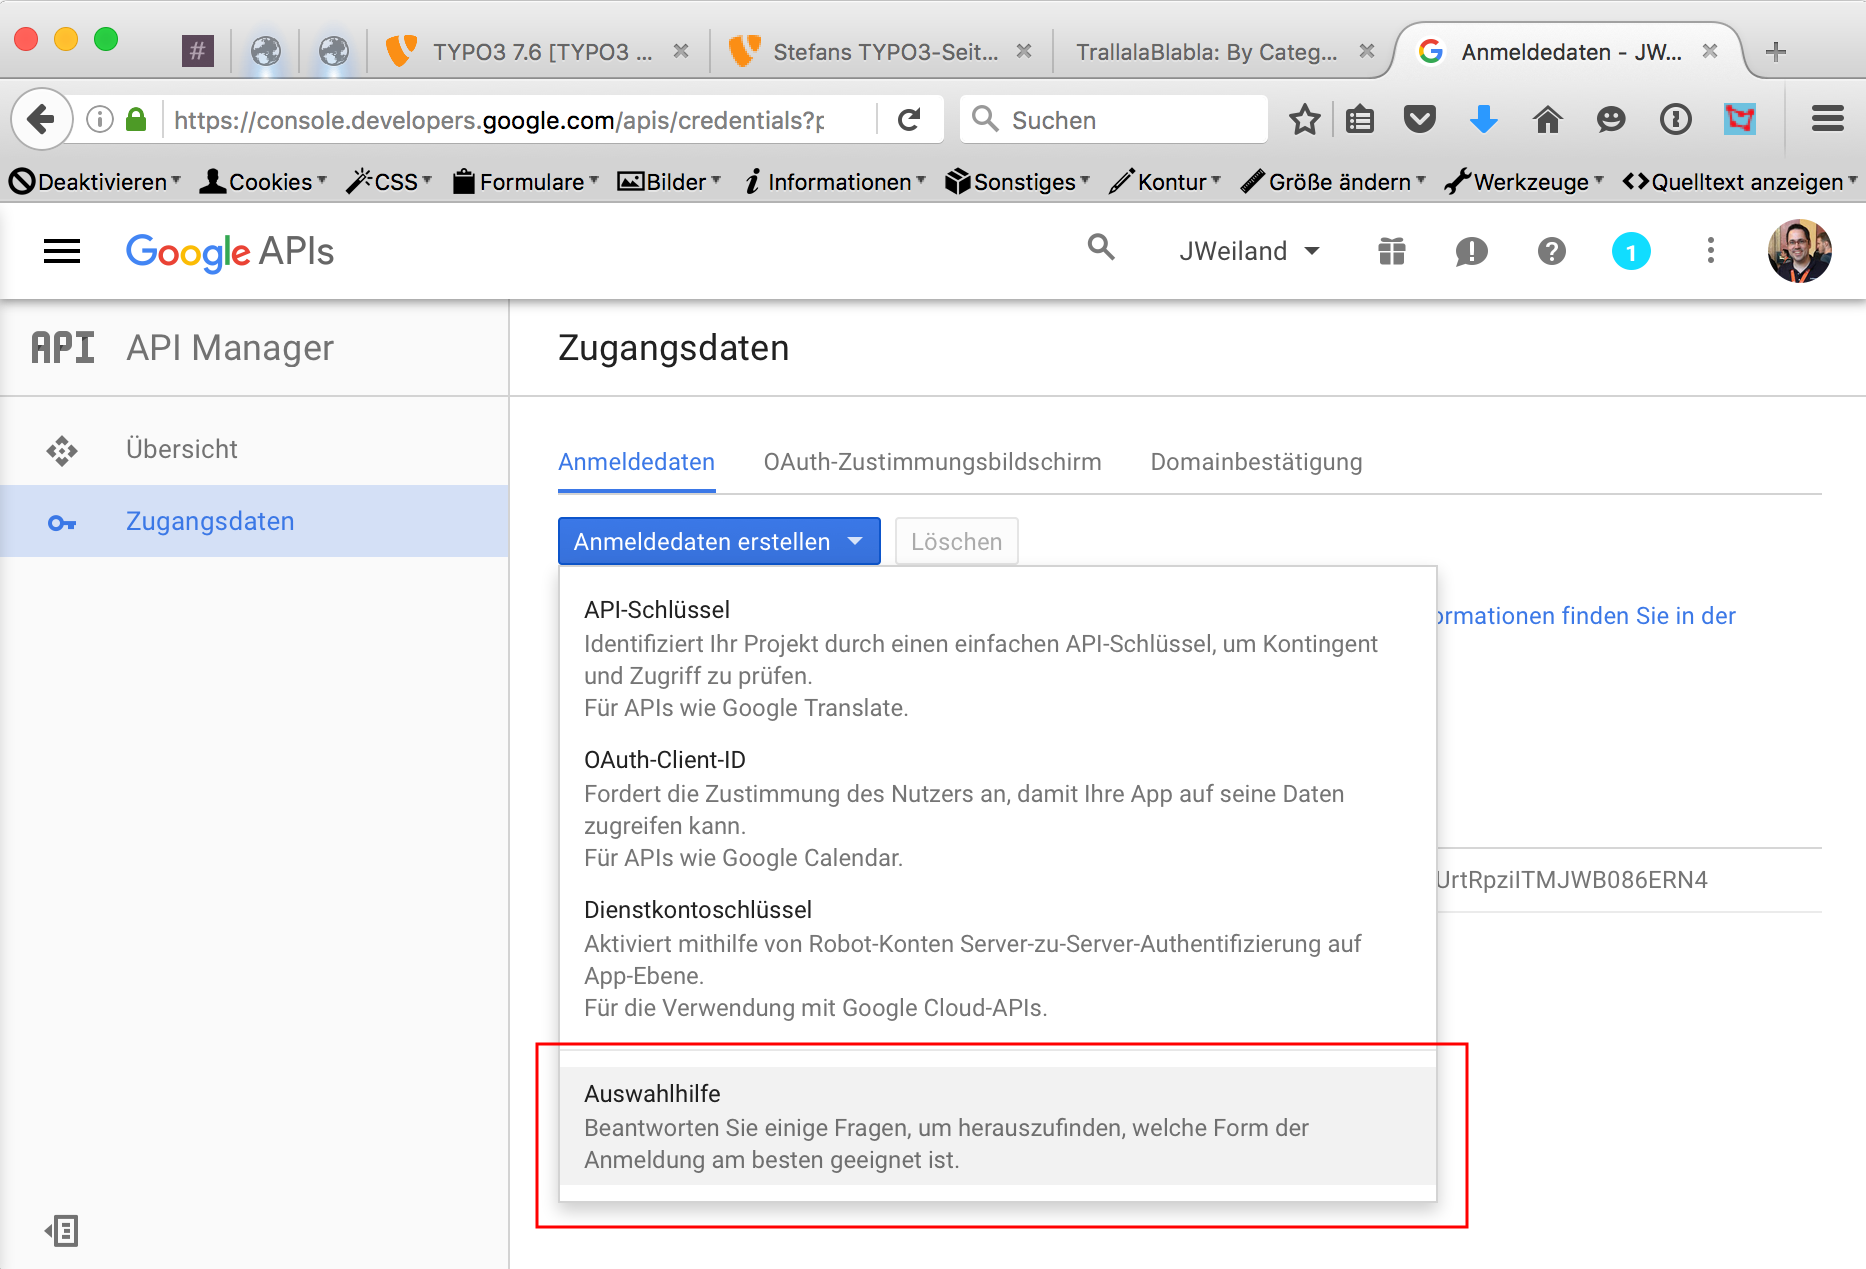 #
TYPO3 7.6 [TYPO3 ...
Stefans TYPO3-Seit...
TrallalaBlabla: By Categ...
Anmeldedaten - JW...
https://console.developers.google.com/apis/credentials?p
Suchen
Deaktivieren Cookies CSS Formulare Bilder Informationen Sonstiges Kontur Größe ändern Werkzeuge Quelltext anzeigen
Google APIs
JWeiland
1
API API Manager
Zugangsdaten
Übersicht
Zugangsdaten
Anmeldedaten OAuth-Zustimmungsbildschirm Domainbestätigung
Anmeldedaten erstellen Löschen
ormationen finden Sie in der
API-Schlüssel
Identifiziert Ihr Projekt durch einen einfachen API-Schlüssel, um Kontingent
und Zugriff zu prüfen.
Für APIs wie Google Translate.
OAuth-Client-ID
Fordert die Zustimmung des Nutzers an, damit Ihre App auf seine Daten
zugreifen kann.
Für APIs wie Google Calendar.
UrtRpziITMJWB086ERN4
Dienstkontoschlüssel
Aktiviert mithilfe von Robot-Konten Server-zu-Server-Authentifizierung auf
App-Ebene.
Für die Verwendung mit Google Cloud-APIs.
Auswahlhilfe
Beantworten Sie einige Fragen, um herauszufinden, welche Form der
Anmeldung am besten geeignet ist.